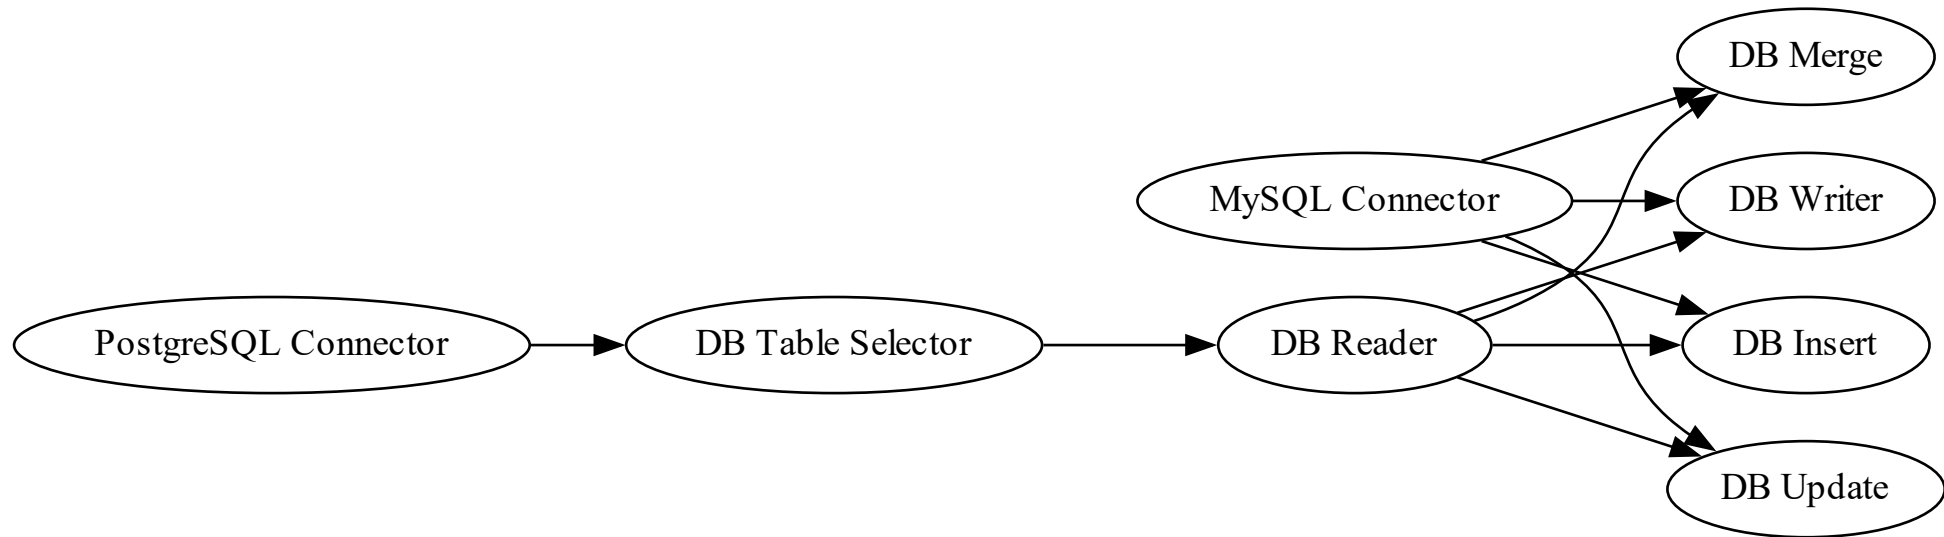 DB Merge
MySQL Connector
DB Writer
PostgreSQL Connector
DB Table Selector
DB Reader
DB Insert
DB Update